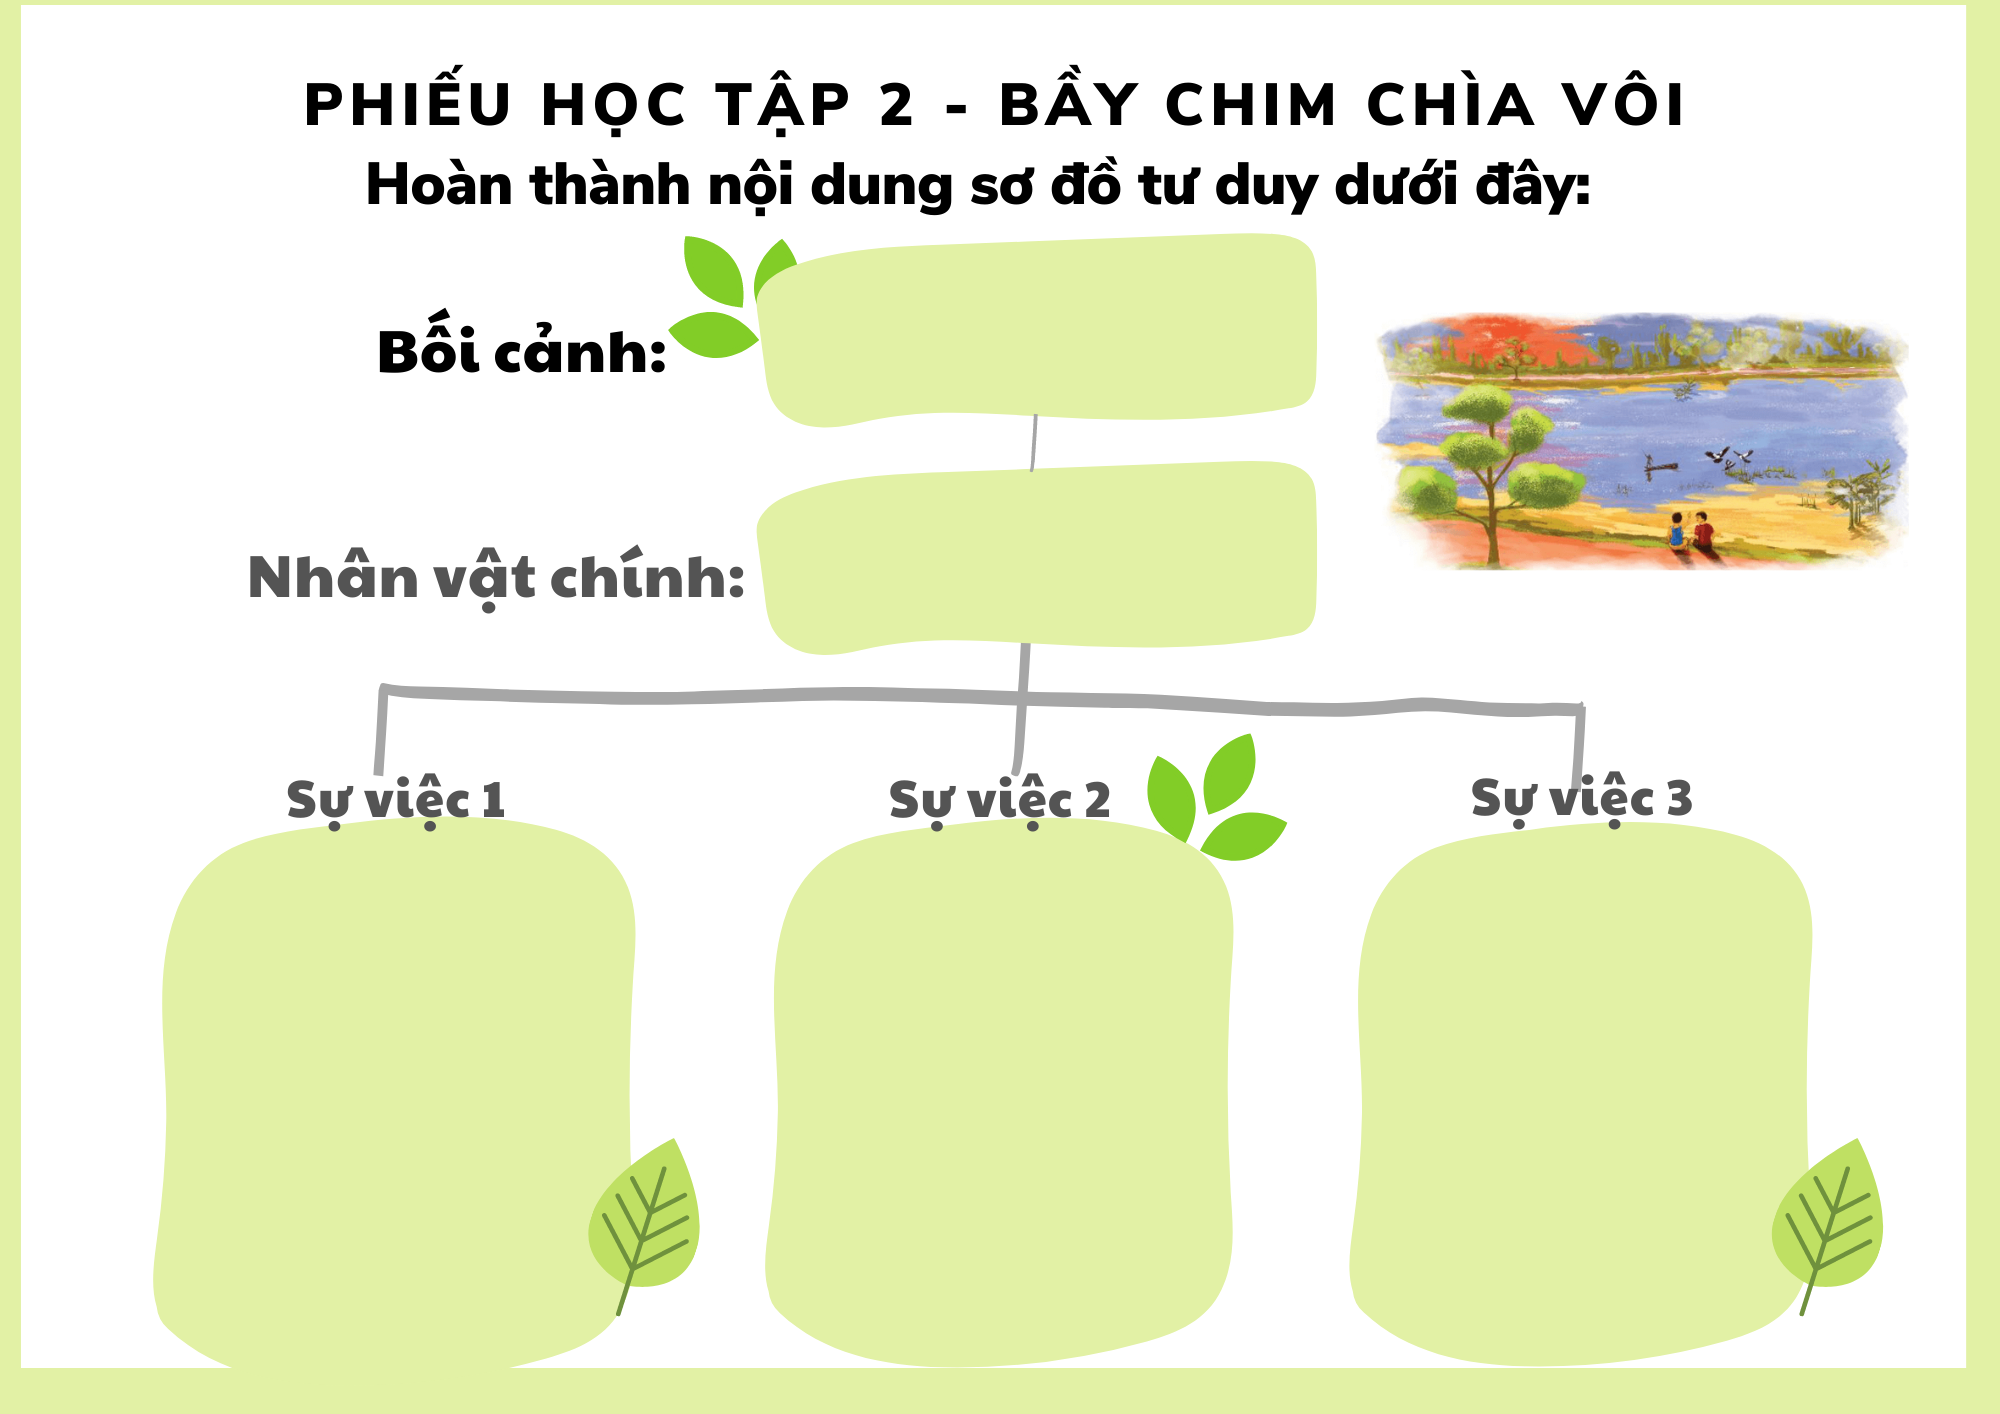 PHIẾU HỌC TẬP 2 - BẦY CHIM CHÌA VÔI
Hoàn thành nội dung sơ đồ tư duy dưới đây:
Bối cảnh:
Nhân vật chính:
Sự việc 1
Sự việc 2
Sự việc 3